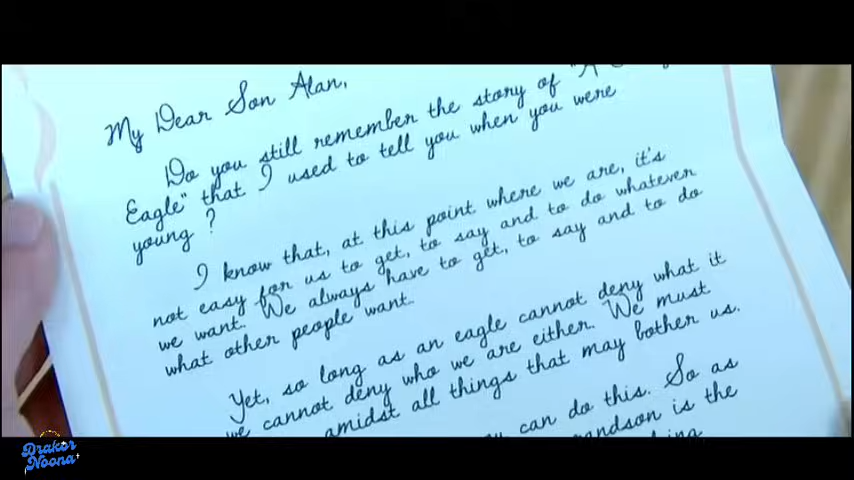 My Dear Son Alan,
Do you still remember the story of "A
Eagle" that I used to tell you when you were
young ?
I know that, at this point where we are, it's
not easy for us to get, to say and to do whatever
we want. We always have to get, to say and to do
what other people want.
Yet, so long as an eagle cannot deny what it
we cannot deny who we are either. We must
amidst all things that may bother us.
can do this. So as
grandson is the
Drakor
Noona